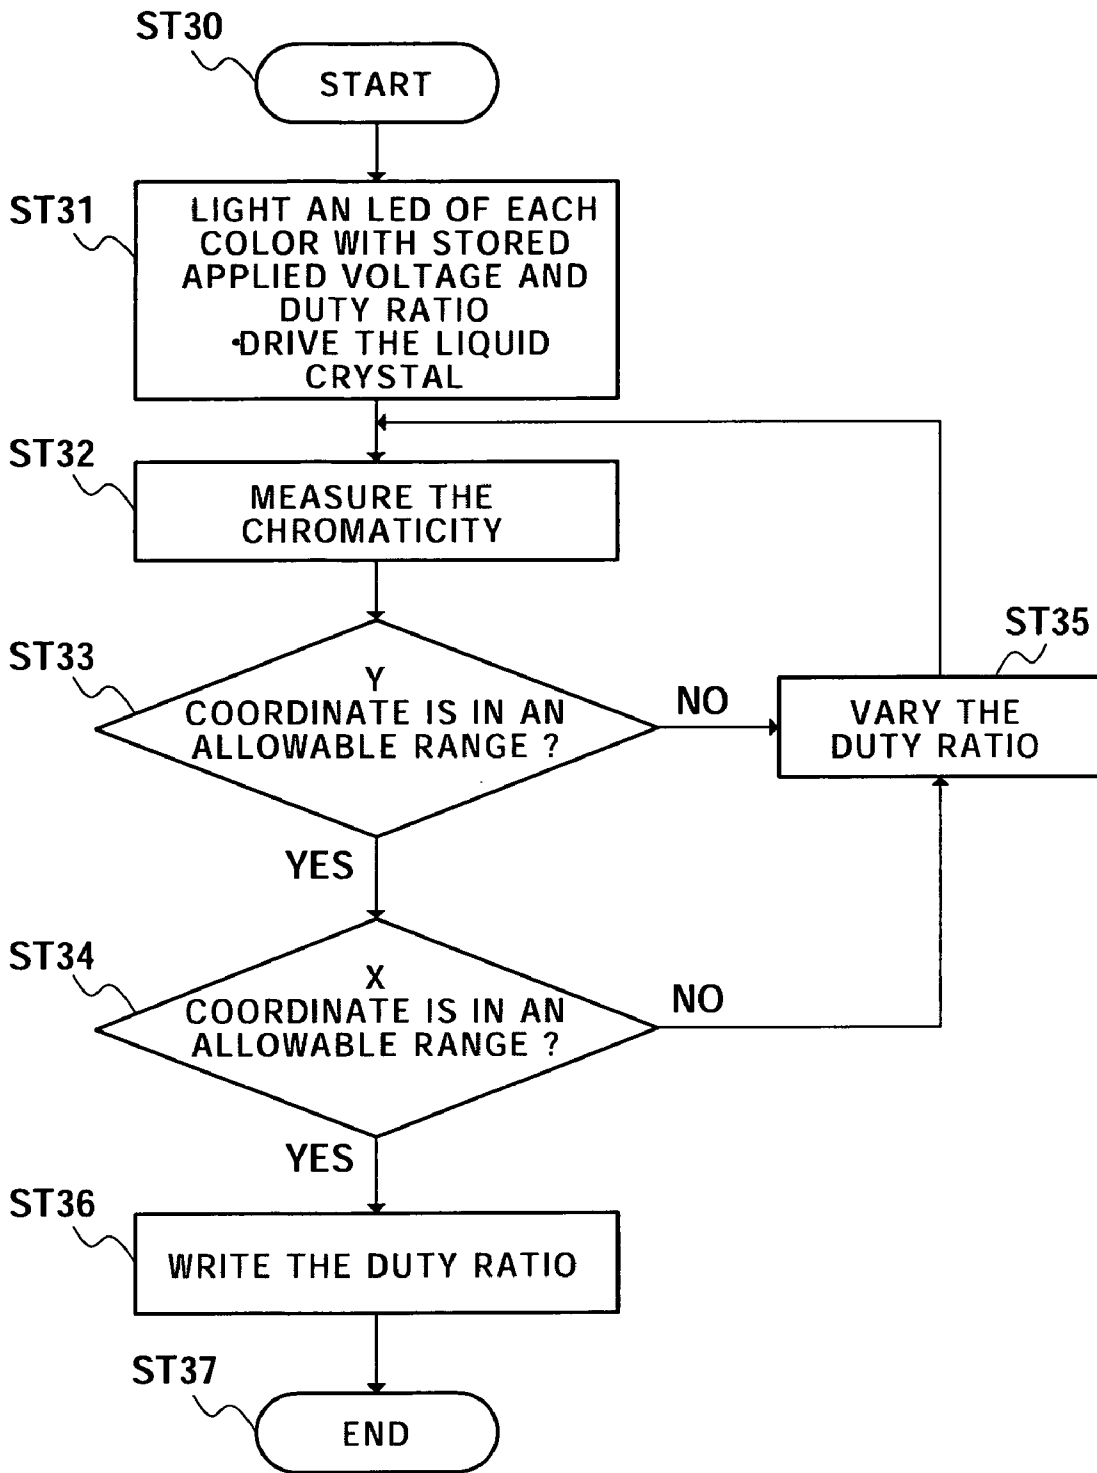 ST30
START
ST31
LIGHT AN LED OF EACH
COLOR WITH STORED
APPLIED VOLTAGE AND
DUTY RATIO
•DRIVE THE LIQUID
CRYSTAL
ST32
MEASURE THE
CHROMATICITY
ST33
Y
COORDINATE IS IN AN
ALLOWABLE RANGE ?
NO
ST35
VARY THE
DUTY RATIO
YES
ST34
X
COORDINATE IS IN AN
ALLOWABLE RANGE ?
NO
YES
ST36
WRITE THE DUTY RATIO
ST37
END